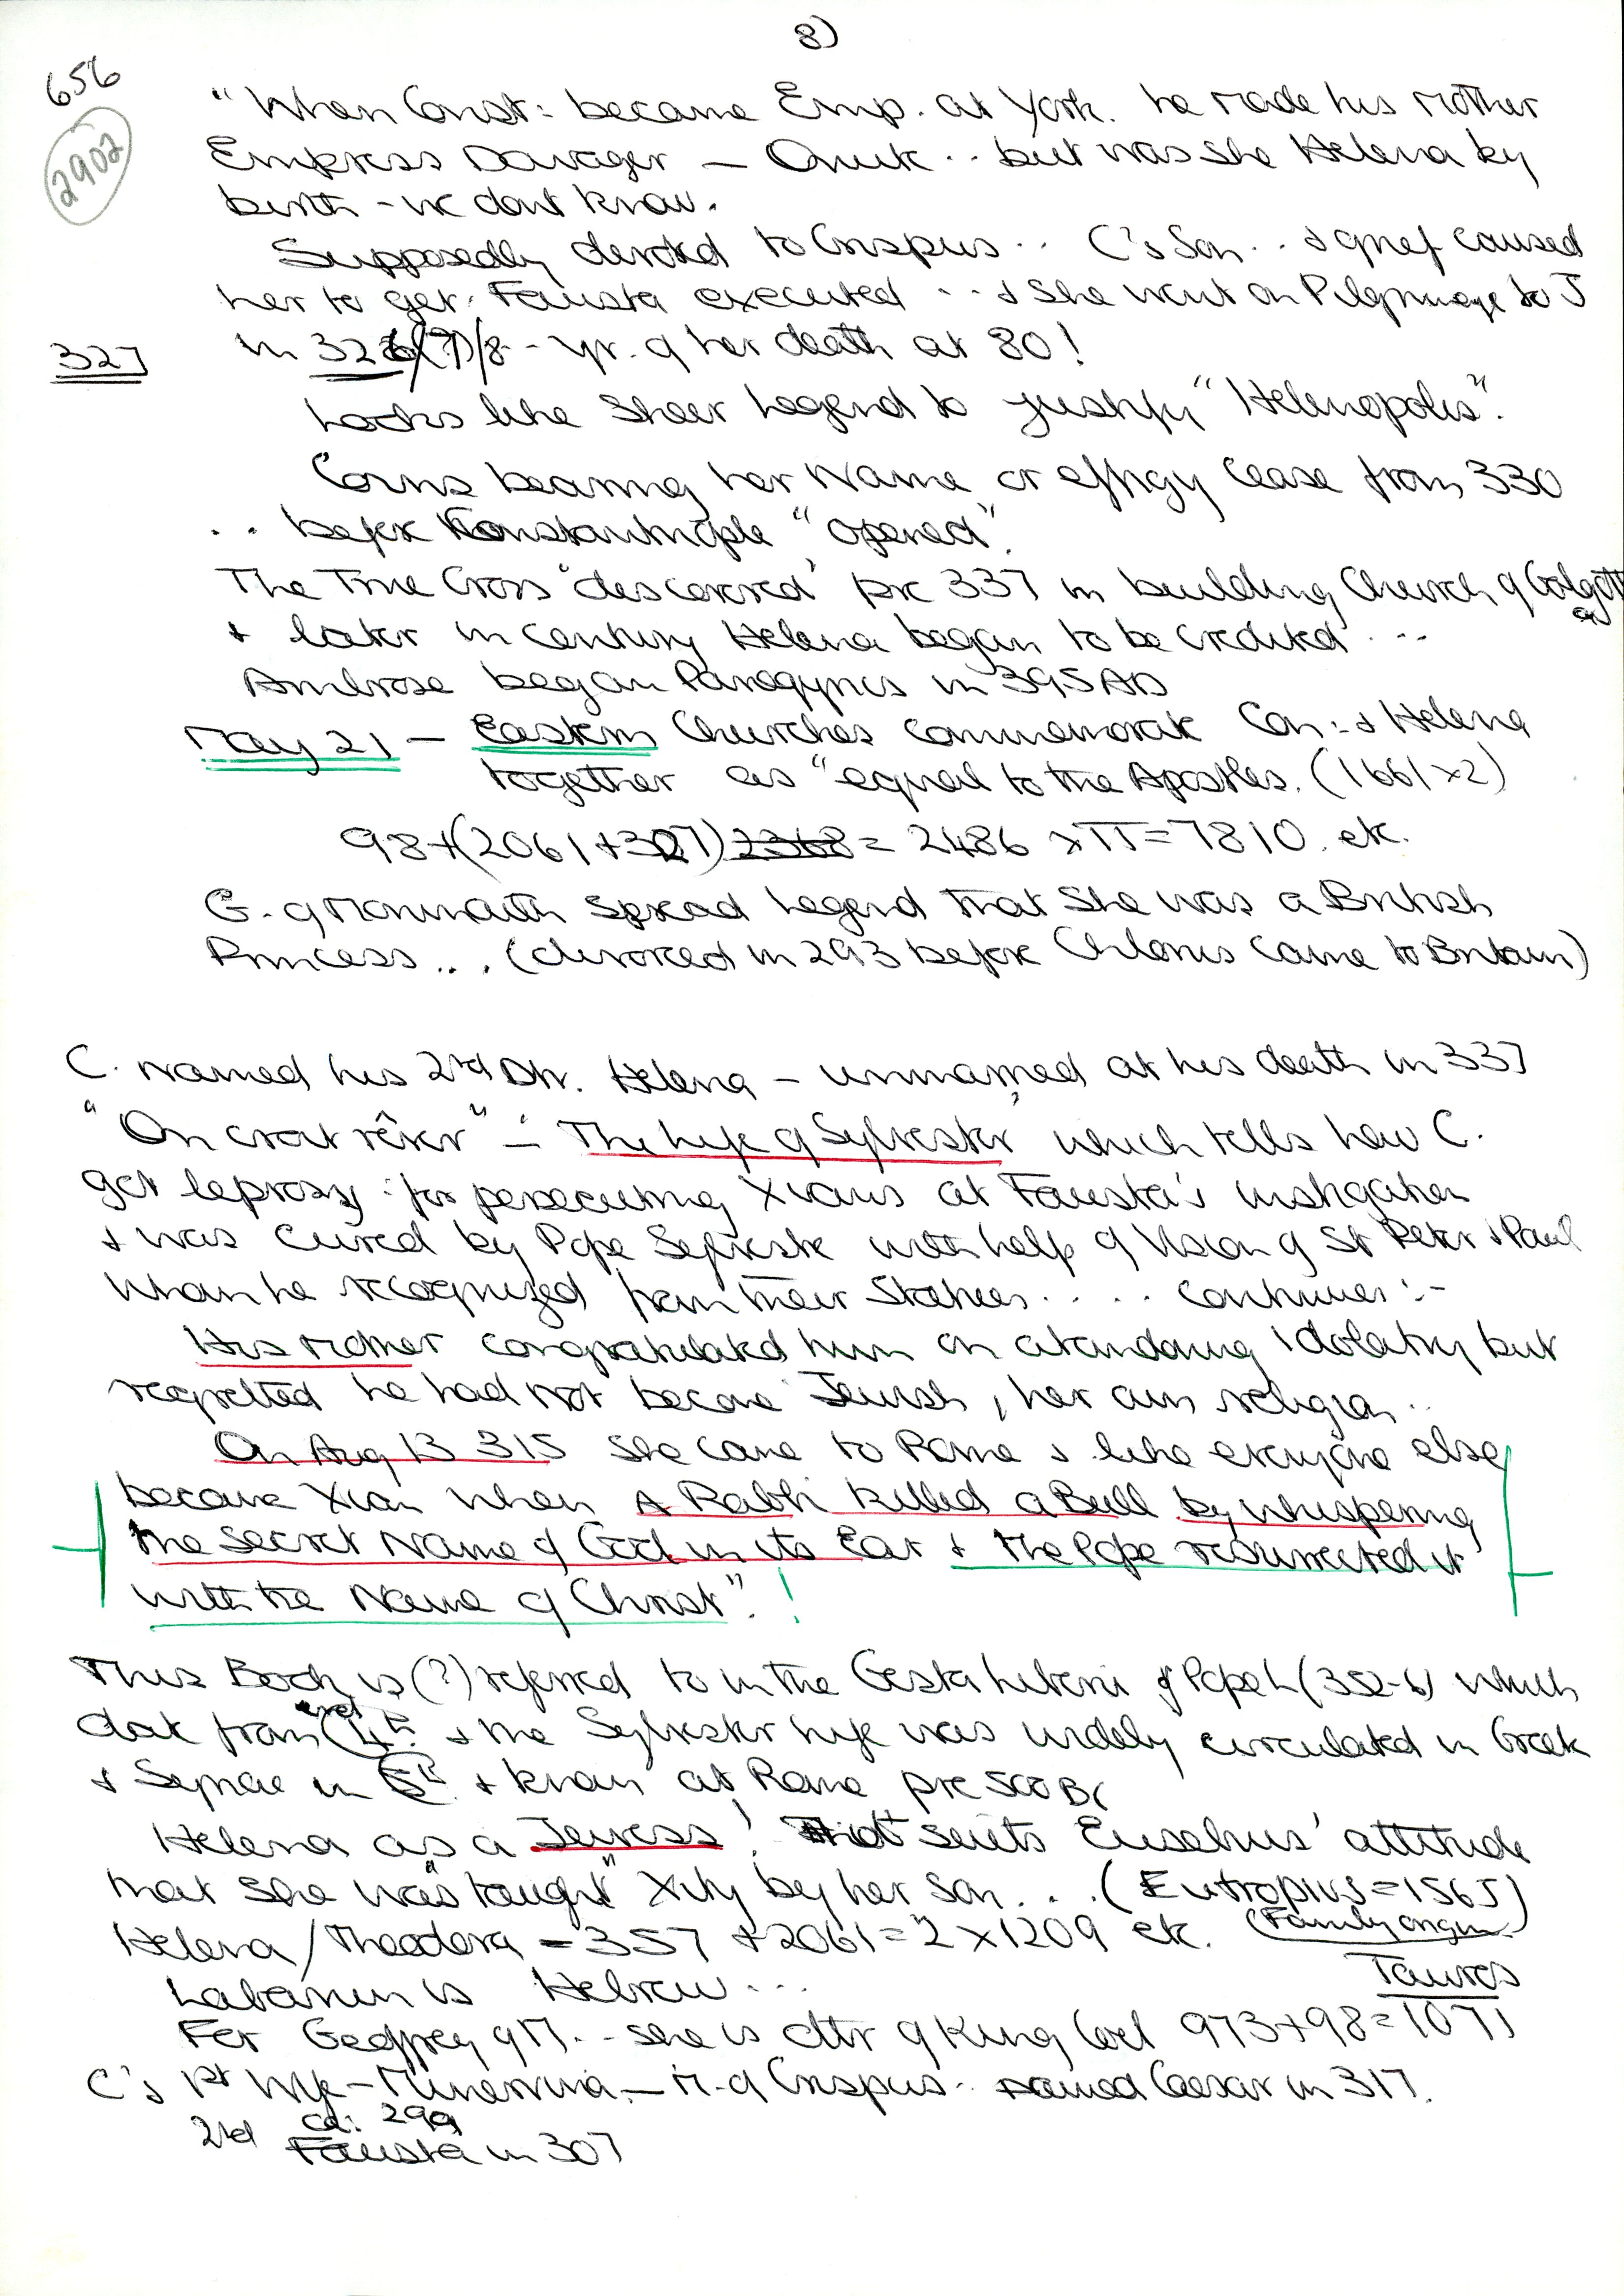 8)
656
2902
"When Const: became Emp. at York. he made his Mother
Empress Dowager — Quite .. but was she Helena by
birth - we dont know.
Supposedly devoted to Crispus .. C's Son .. & grief caused
her to get Fausta executed ... & she went on Pilgrimage to J
327
in 326(7)/8 -- yr. of her death at 80!
Looks like sheer Legend to justify "Helenopolis".
Coins bearing her Name or effigy cease from 330
.. before Konstantinople "opened".
The True Cross 'discovered' pre 337 in building Church of Golgotha
& later in Century Helena began to be credited ...
Ambrose began Panegyrics in 395 AD
May 21 — Eastern Churches commemorate Con: & Helena
together as "equal to the Apostles. (1661 x 2)
98+(2061+327) 2368 = 2486 x π = 7810. etc.
G. of Monmouth spread Legend that she was a British
Princess ... (divorced in 293 before Chlorus came to Britain)
C. Named his 2nd Dtr. Helena - unmarried at his death in 337
"On croit rêver" - 'The Life of Sylvester' which tells how C.
got leprosy for persecuting Xians at Fausta's instigation
& was cured by Pope Sylvester with help of Vision of St Peter & Paul
whom he recognized from their Statues .... continues :-
His Mother congratulated him on abandoning idolatry but
regretted he had not become Jewish, her own religion ..
On Aug 13 315 she came to Rome & like everyone else
became Xian when A Rabbi killed a Bull by whispering
the Secret Name of God in its Ear & the Pope resurrected it
with the Name of Christ". !
This Book is (?) referred to in the Gesta Liberii of Pope L (352-6) which
date from end (4th & the Sylvester Life was widely circulated in Greek
& Syriac in 5th & known at Rome pre 500 BC
Helena as a Jewess! That suits Eusebius' attitude
that she was "taught" Xity by her son ... (Eutropius = 1565)
Helena/Theodora - 357 + 2061 = 2 x 1209 etc. (Family origin)
Labarum is Hebrew ...
Taurus
For Geoffrey of M. .. she is dtr of King Coel 973+98=1071
C's 1st Wife - Minervina - M. of Crispus .. named Caesar in 317.
ca: 299
2nd Fausta in 307